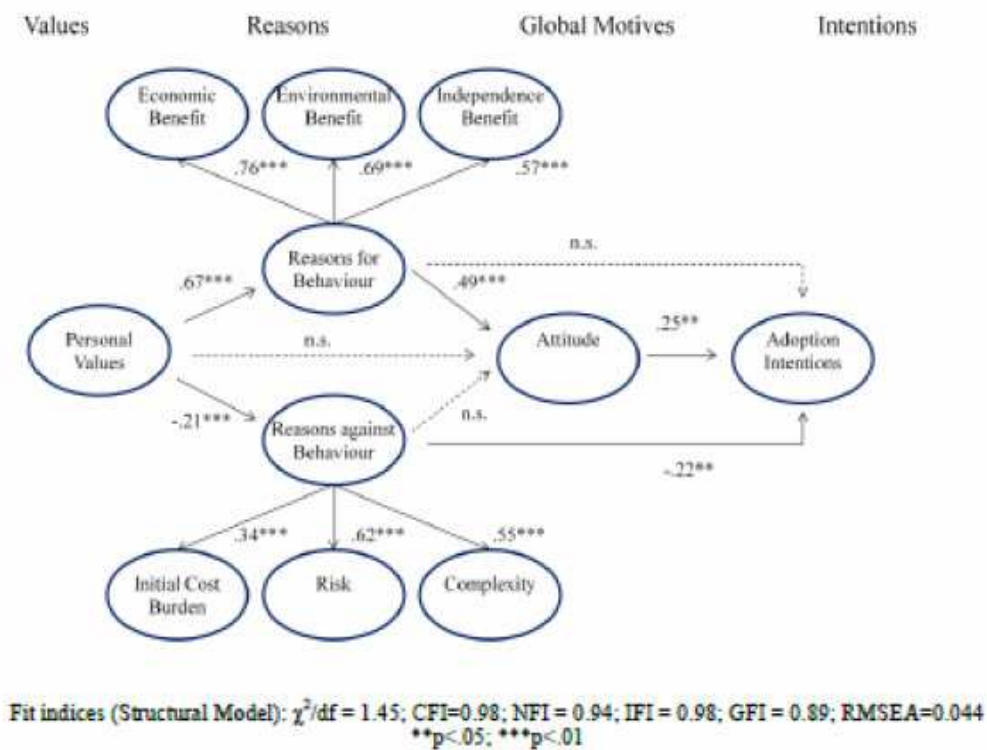 Values Reasons Global Motives Intentions
Economic Benefit
Environmental Benefit
Independence Benefit
.76*** .69*** .57***
Reasons for Behaviour
n.s.
.67***
.49***
Personal Values
n.s.
Attitude
.25**
Adoption Intentions
-.21***
n.s.
Reasons against Behaviour
-.22**
.34*** .62*** .55***
Initial Cost Burden
Risk
Complexity
Fit indices (Structural Model): χ²/df = 1.45; CFI=0.98; NFI = 0.94; IFI = 0.98; GFI = 0.89; RMSEA=0.044
**p<.05; ***p<.01